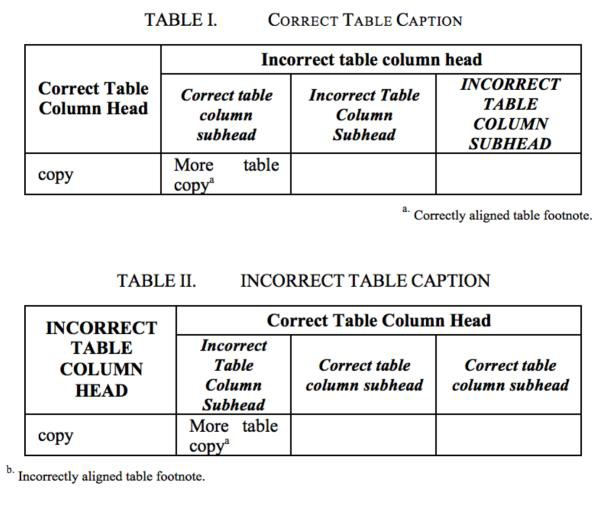 TABLE I. CORRECT TABLE CAPTION
Incorrect table column head
Correct Table
Column Head
Correct table
column
subhead
Incorrect Table
Column
Subhead
INCORRECT
TABLE
COLUMN
SUBHEAD
copy
More table
copyᵃ
a. Correctly aligned table footnote.
TABLE II. INCORRECT TABLE CAPTION
INCORRECT
TABLE
COLUMN
HEAD
Correct Table Column Head
Incorrect
Table
Column
Subhead
Correct table
column subhead
Correct table
column subhead
copy
More table
copyᵃ
b. Incorrectly aligned table footnote.